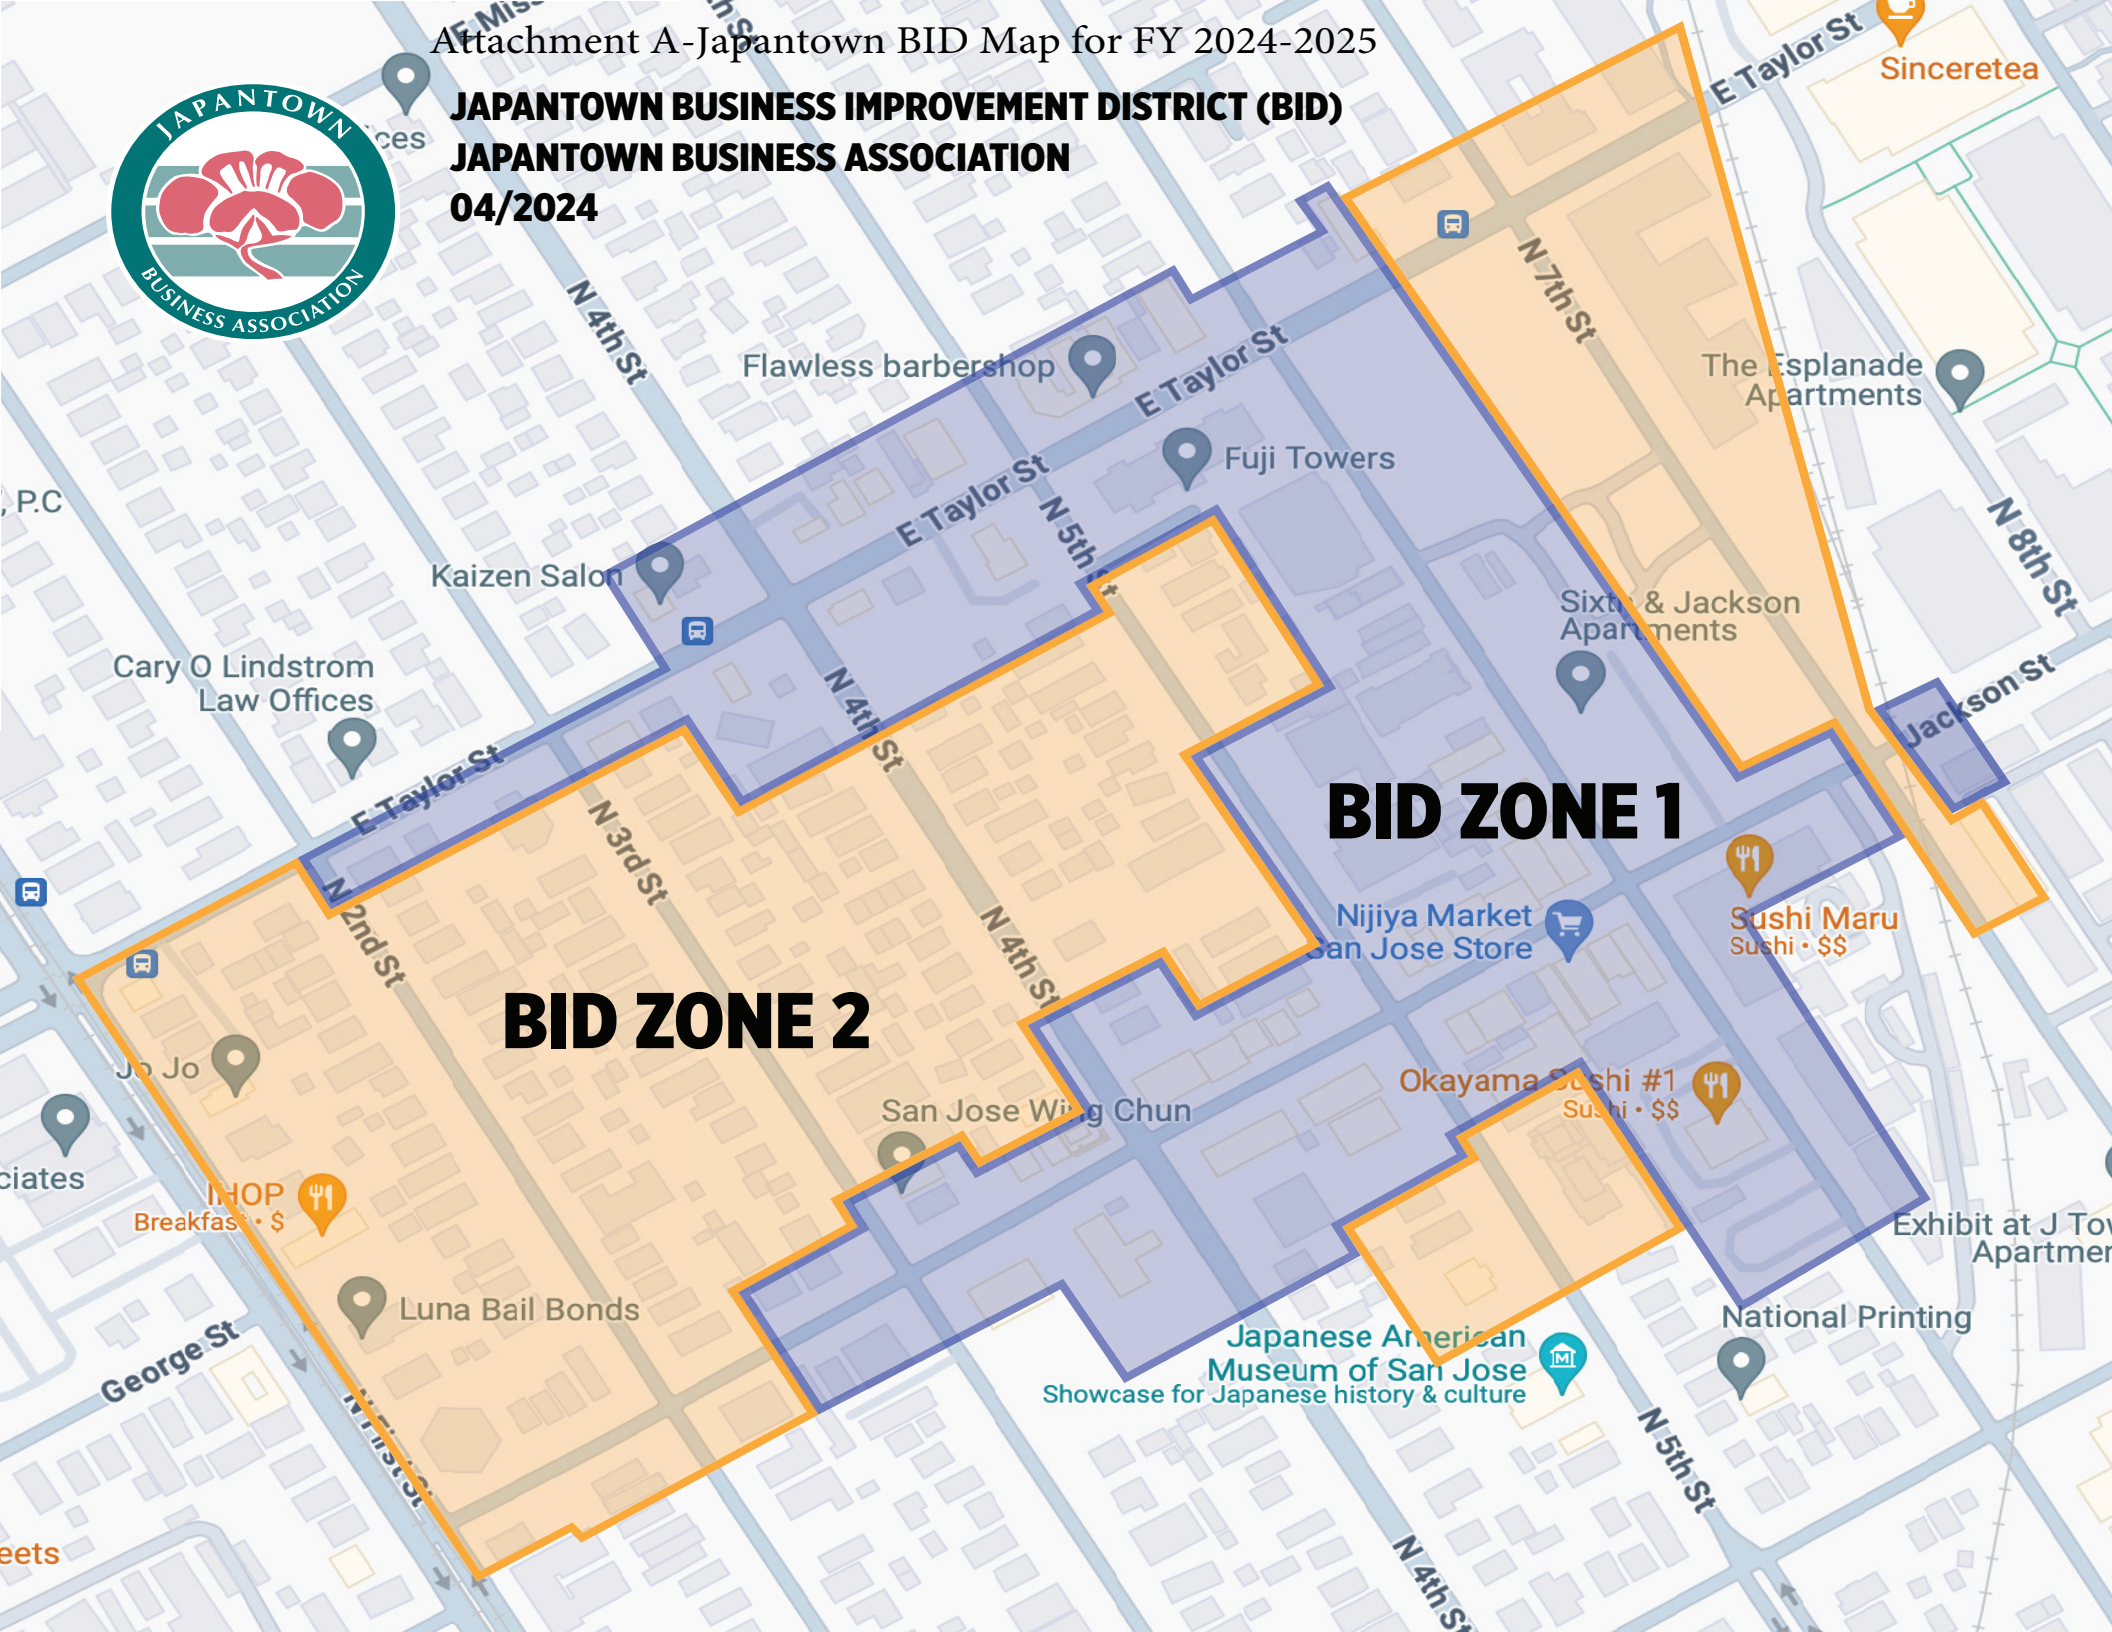 Attachment A-Japantown BID Map for FY 2024-2025
JAPANTOWN BUSINESS IMPROVEMENT DISTRICT (BID)
JAPANTOWN BUSINESS ASSOCIATION
04/2024
JAPANTOWN
BUSINESS ASSOCIATION
E Taylor St
Sinceretea
N 4th St
N 7th St
Flawless barbershop
E Taylor St
The Esplanade
Apartments
Fuji Towers
, P.C
E Taylor St
N 5th St
N 8th St
Kaizen Salon
Sixth & Jackson
Apartments
Cary O Lindstrom
Law Offices
N 4th St
Jackson St
E Taylor St
N 3rd St
BID ZONE 1
N 2nd St
Nijiya Market
San Jose Store
Sushi Maru
Sushi • $$
N 4th St
BID ZONE 2
Jo Jo
Okayama Sushi #1
Sushi • $$
San Jose Wing Chun
ciates
IHOP
Breakfast • $
Exhibit at J Tow
Apartmen
Luna Bail Bonds
National Printing
George St
Japanese American
Museum of San Jose
Showcase for Japanese history & culture
N First St
N 5th St
N 4th St
eets